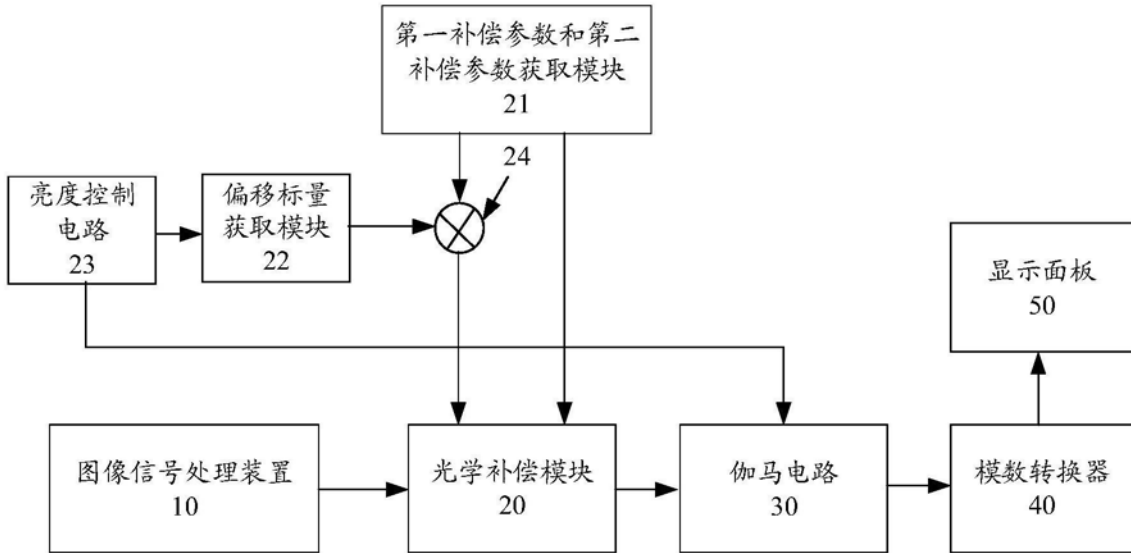 第一补偿参数和第二
补偿参数获取模块
21
24
亮度控制
电路
23
偏移标量
获取模块
22
显示面板
50
图像信号处理装置
10
光学补偿模块
20
伽马电路
30
模数转换器
40